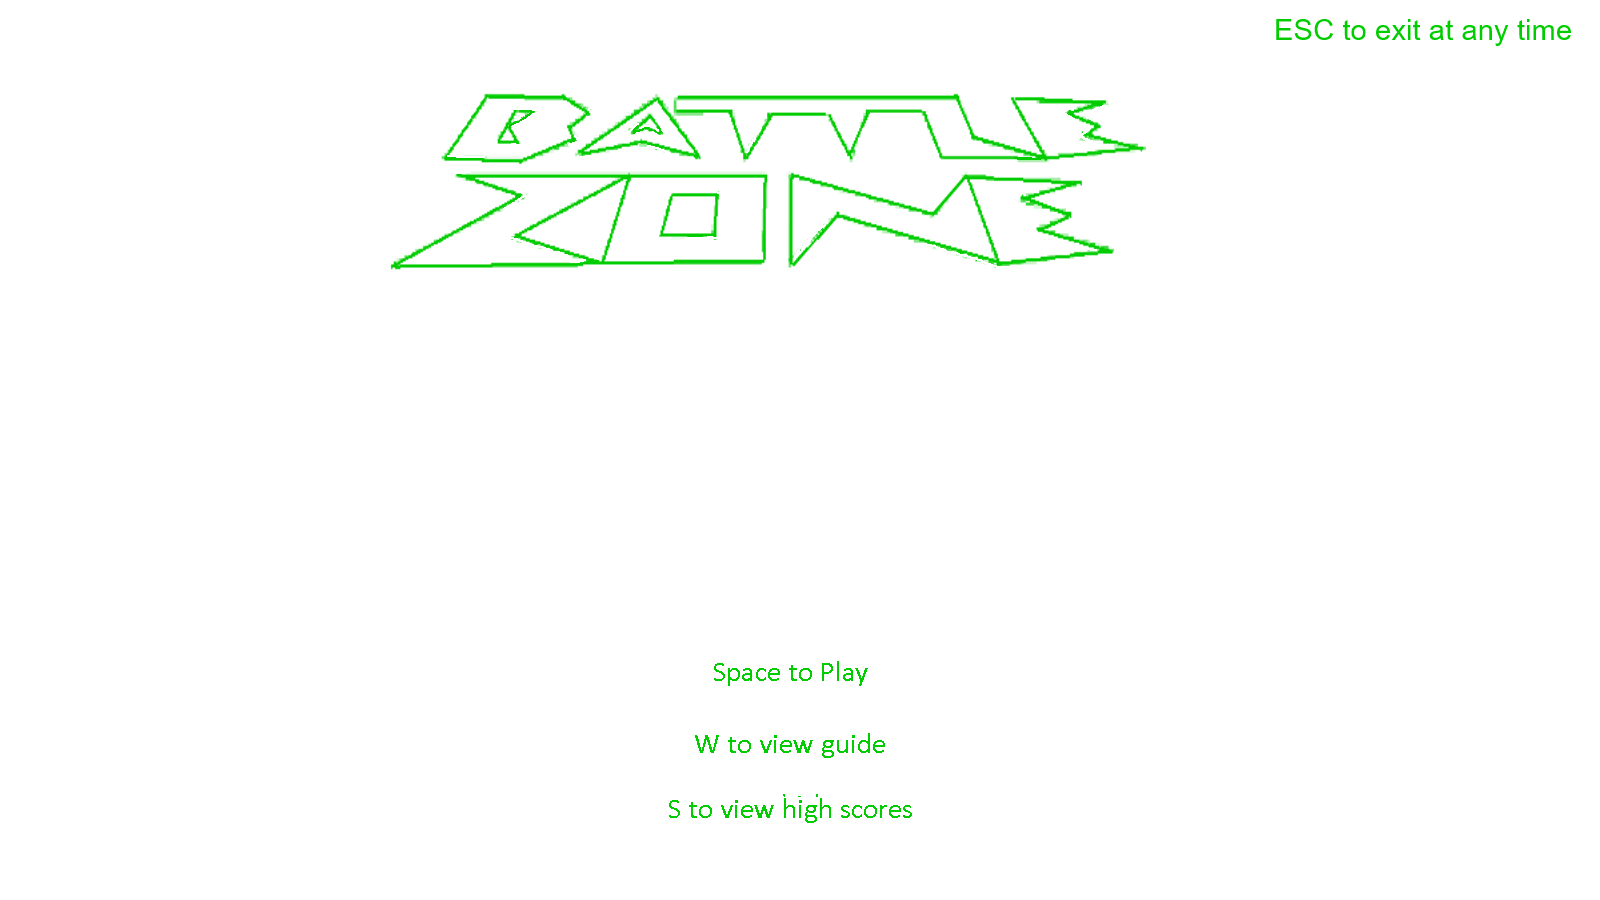 ESC to exit at any time
BATTLE
ZONE
Space to Play
W to view guide
S to view high scores